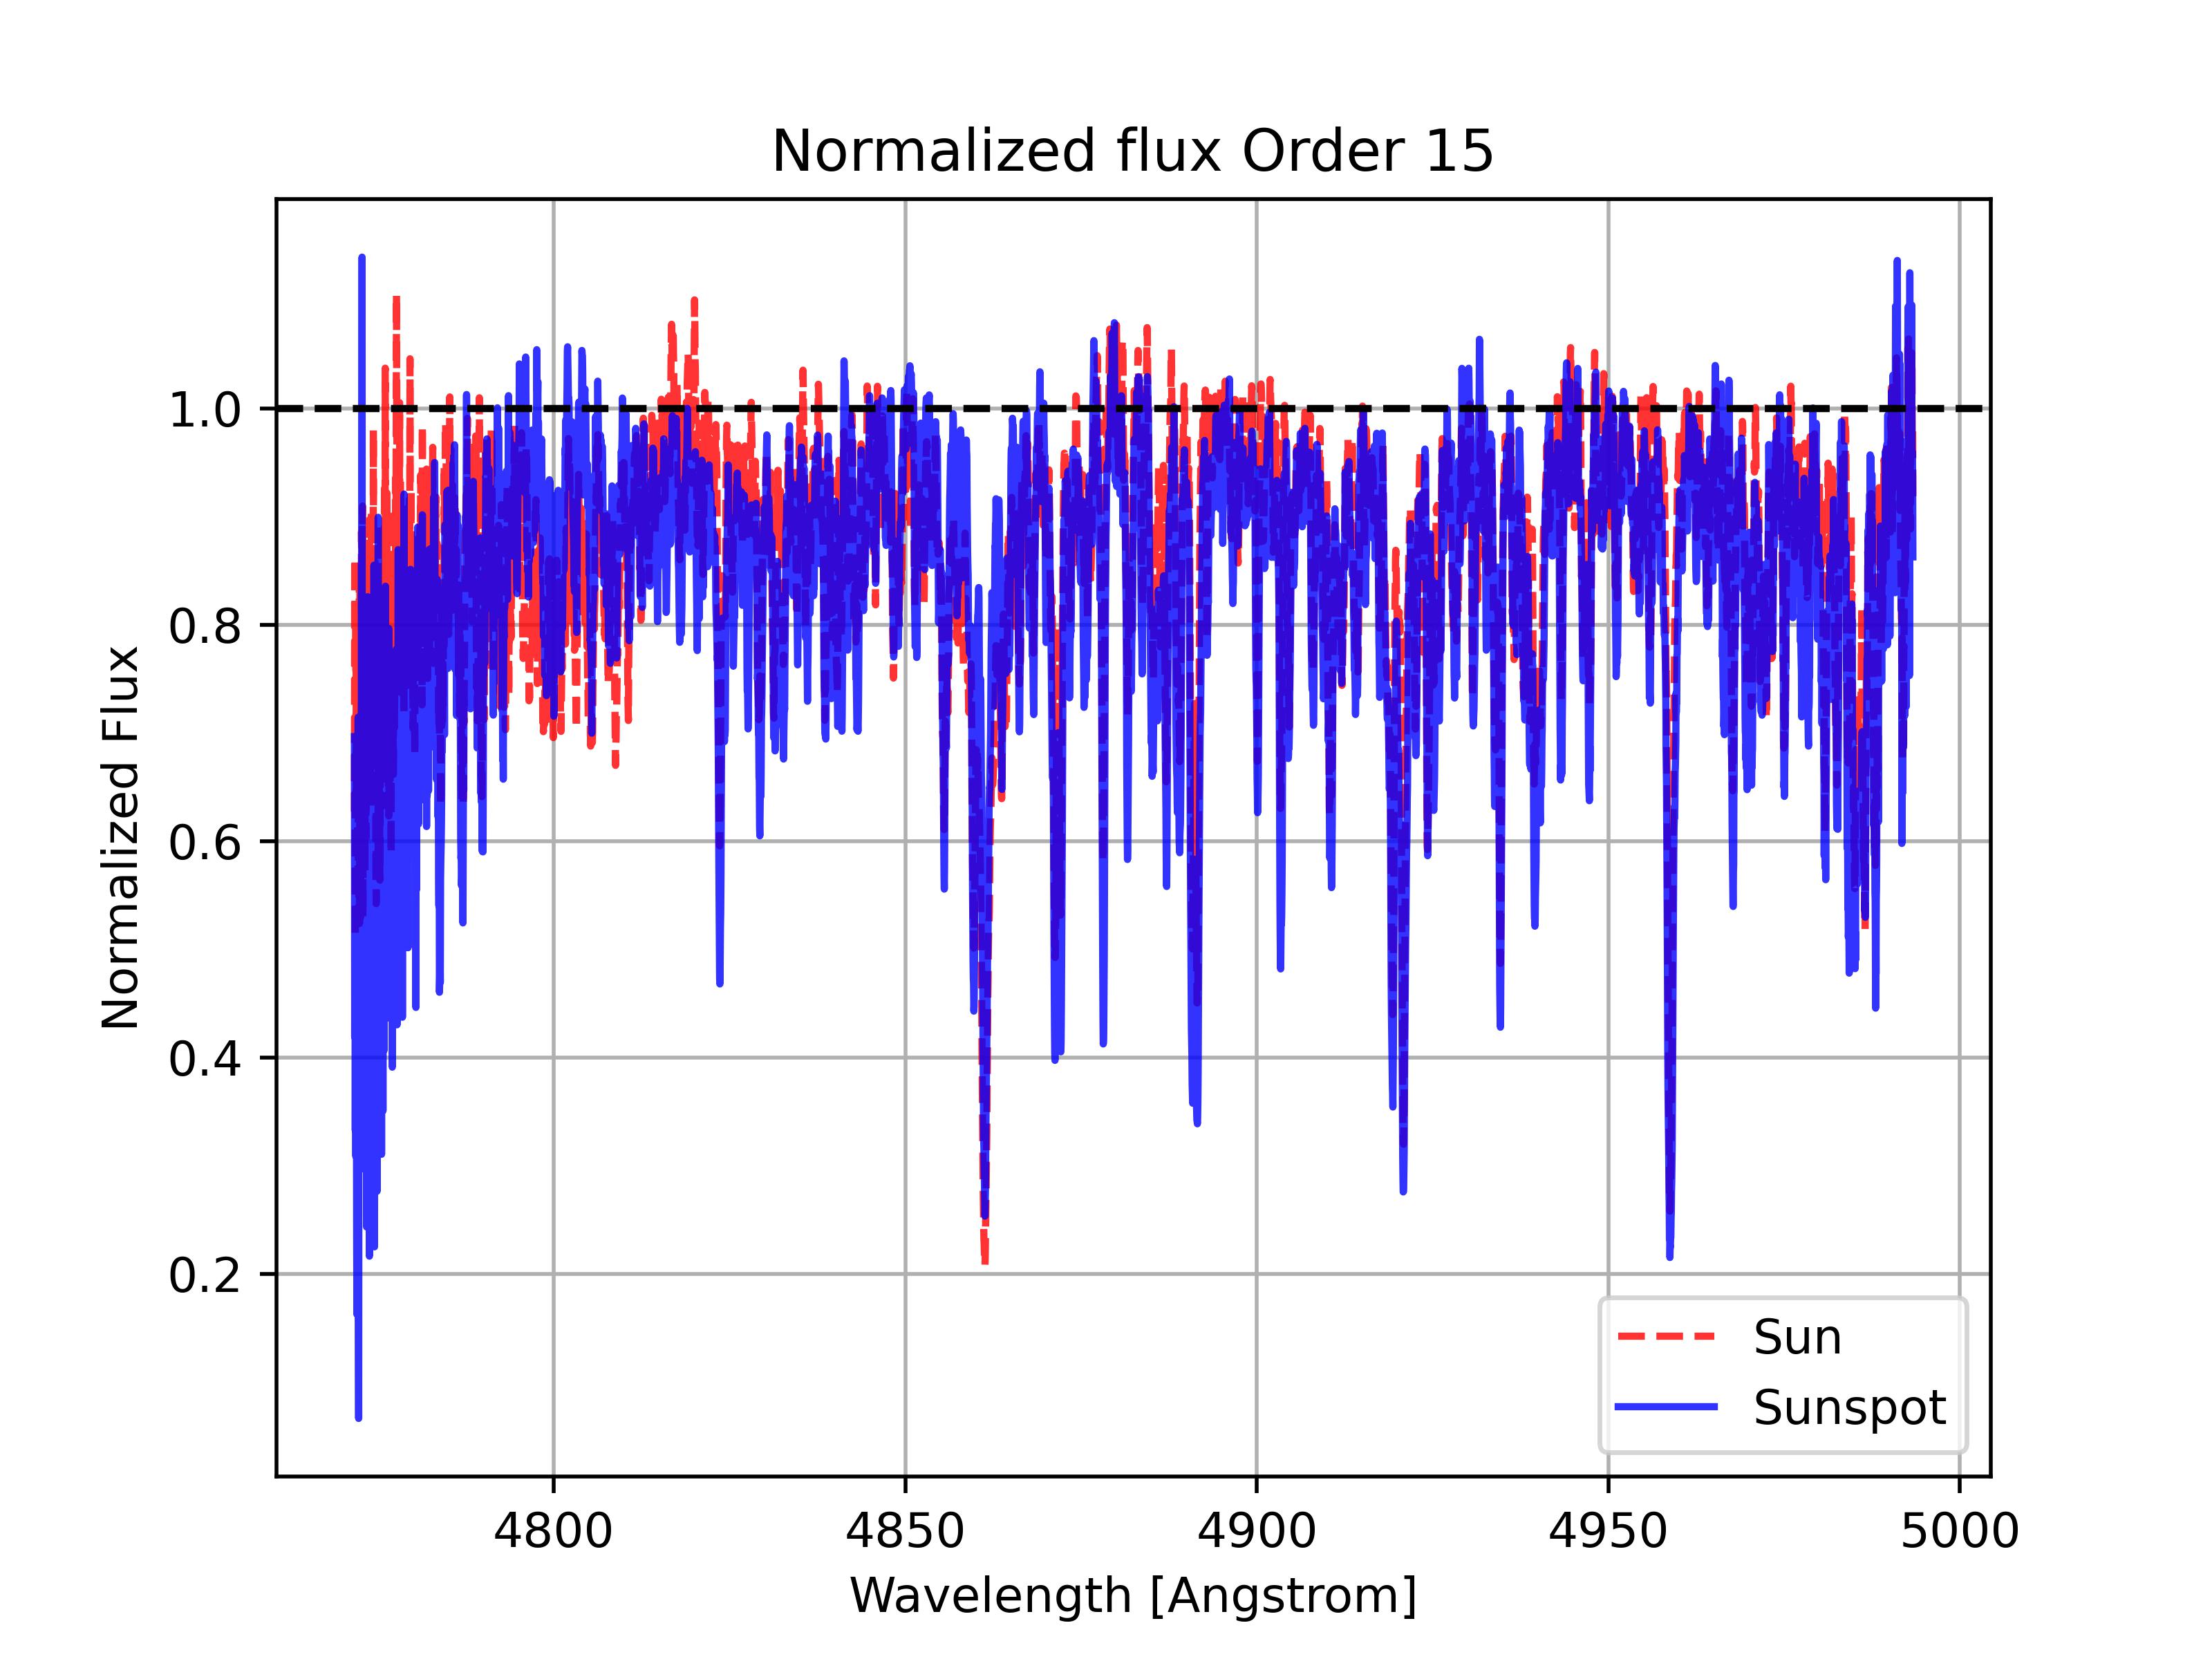 Normalized flux Order 15
Normalized Flux
1.0
0.8
0.6
0.4
0.2
4800 4850 4900 4950 5000
Wavelength [Angstrom]
Sun
Sunspot